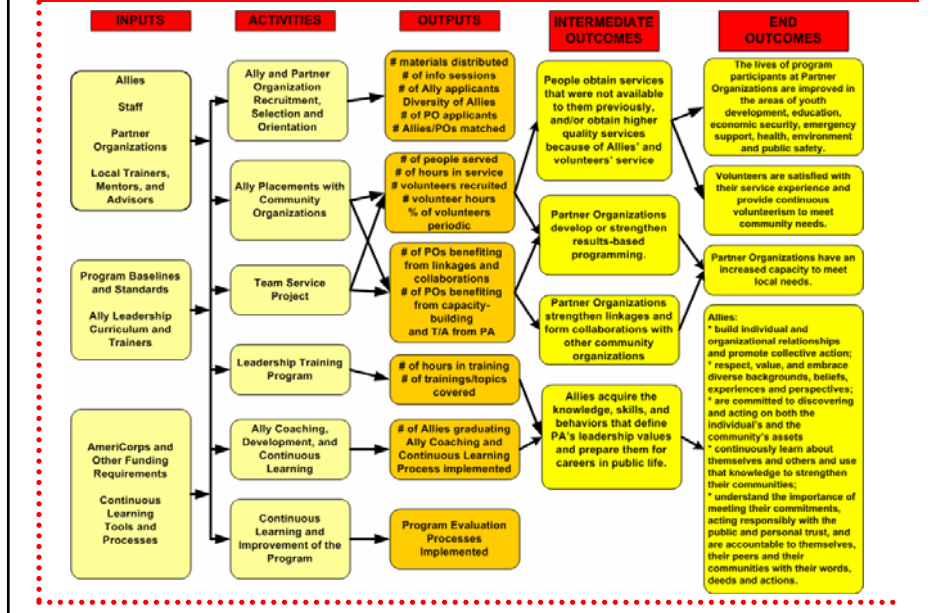 INPUTS
ACTIVITIES
OUTPUTS
INTERMEDIATE
OUTCOMES
END
OUTCOMES
Allies
Staff
Partner
Organizations
Local Trainers,
Mentors, and
Advisors
Program Baselines
and Standards
Ally Leadership
Curriculum and
Trainers
AmeriCorps and
Other Funding
Requirements
Continuous
Learning
Tools and
Processes
Ally and Partner
Organization
Recruitment,
Selection and
Orientation
Ally Placements with
Community
Organizations
Team Service
Project
Leadership Training
Program
Ally Coaching,
Development, and
Continuous
Learning
Continuous
Learning and
Improvement of the
Program
# materials distributed
# of info sessions
# of Ally applicants
Diversity of Allies
# of PO applicants
# Allies/POs matched
# of people served
# of hours in service
# volunteers recruited
# volunteer hours
% of volunteers
periodic
# of POs benefiting
from linkages and
collaborations
# of POs benefiting
from capacity-
building
and T/A from PA
# of hours in training
# of trainings/topics
covered
# of Allies graduating
Ally Coaching and
Continuous Learning
Process implemented
Program Evaluation
Processes
Implemented
People obtain services
that were not available
to them previously,
and/or obtain higher
quality services
because of Allies' and
volunteers' service
Partner Organizations
develop or strengthen
results-based
programming.
Partner Organizations
strengthen linkages and
form collaborations with
other community
organizations
Allies acquire the
knowledge, skills, and
behaviors that define
PA's leadership values
and prepare them for
careers in public life.
The lives of program
participants at Partner
Organizations are improved in
the areas of youth
development, education,
economic security, emergency
support, health, environment
and public safety.
Volunteers are satisfied with
their service experience and
provide continuous
volunteerism to meet
community needs.
Partner Organizations have an
increased capacity to meet
local needs.
Allies:
* build individual and
organizational relationships
and promote collective action;
* respect, value, and embrace
diverse backgrounds, beliefs,
experiences and perspectives;
* are committed to discovering
and acting on both the
individual's and the
community's assets
* continuously learn about
themselves and others and use
that knowledge to strengthen
their communities;
* understand the importance of
meeting their commitments,
acting responsibly with the
public and personal trust, and
are accountable to themselves,
their peers and their
communities with their words,
deeds and actions.